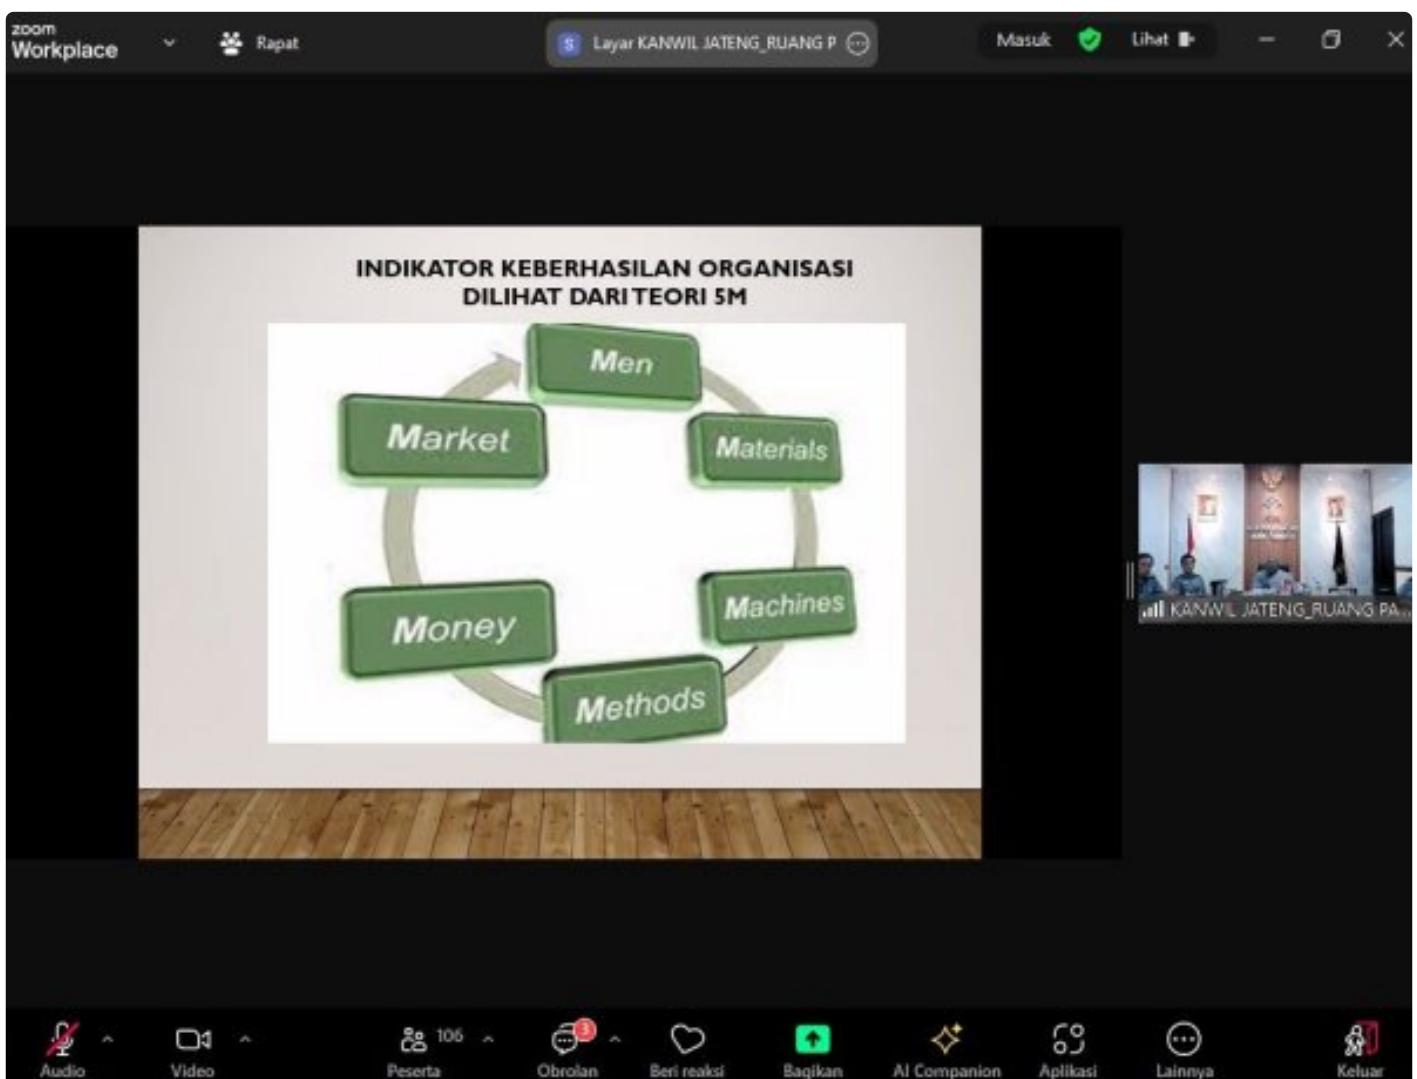 zoom
Workplace
Rapat
S
Layar KANWIL JATENG_RUANG P
Masuk
Lihat
INDIKATOR KEBERHASILAN ORGANISASI
DILIHAT DARI TEORI 5M
Men
Market
Materials
Machines
Money
Methods
KANWIL JATENG_RUANG PA...
Audio
Video
106
Peserta
3
Obrolan
Beri reaksi
Bagikan
AI Companion
Aplikasi
Lainnya
Keluar